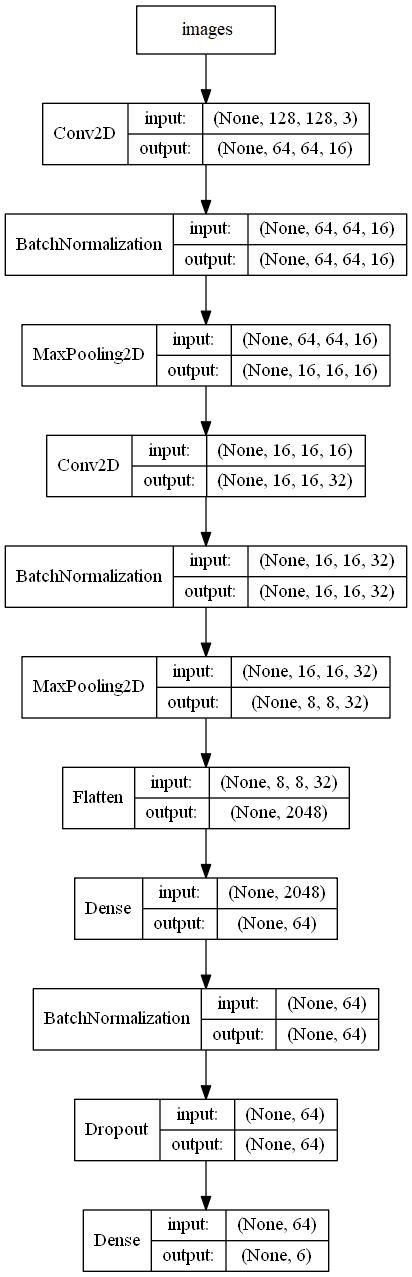 images
Conv2D
input: (None, 128, 128, 3)
output: (None, 64, 64, 16)
BatchNormalization
input: (None, 64, 64, 16)
output: (None, 64, 64, 16)
MaxPooling2D
input: (None, 64, 64, 16)
output: (None, 16, 16, 16)
Conv2D
input: (None, 16, 16, 16)
output: (None, 16, 16, 32)
BatchNormalization
input: (None, 16, 16, 32)
output: (None, 16, 16, 32)
MaxPooling2D
input: (None, 16, 16, 32)
output: (None, 8, 8, 32)
Flatten
input: (None, 8, 8, 32)
output: (None, 2048)
Dense
input: (None, 2048)
output: (None, 64)
BatchNormalization
input: (None, 64)
output: (None, 64)
Dropout
input: (None, 64)
output: (None, 64)
Dense
input: (None, 64)
output: (None, 6)